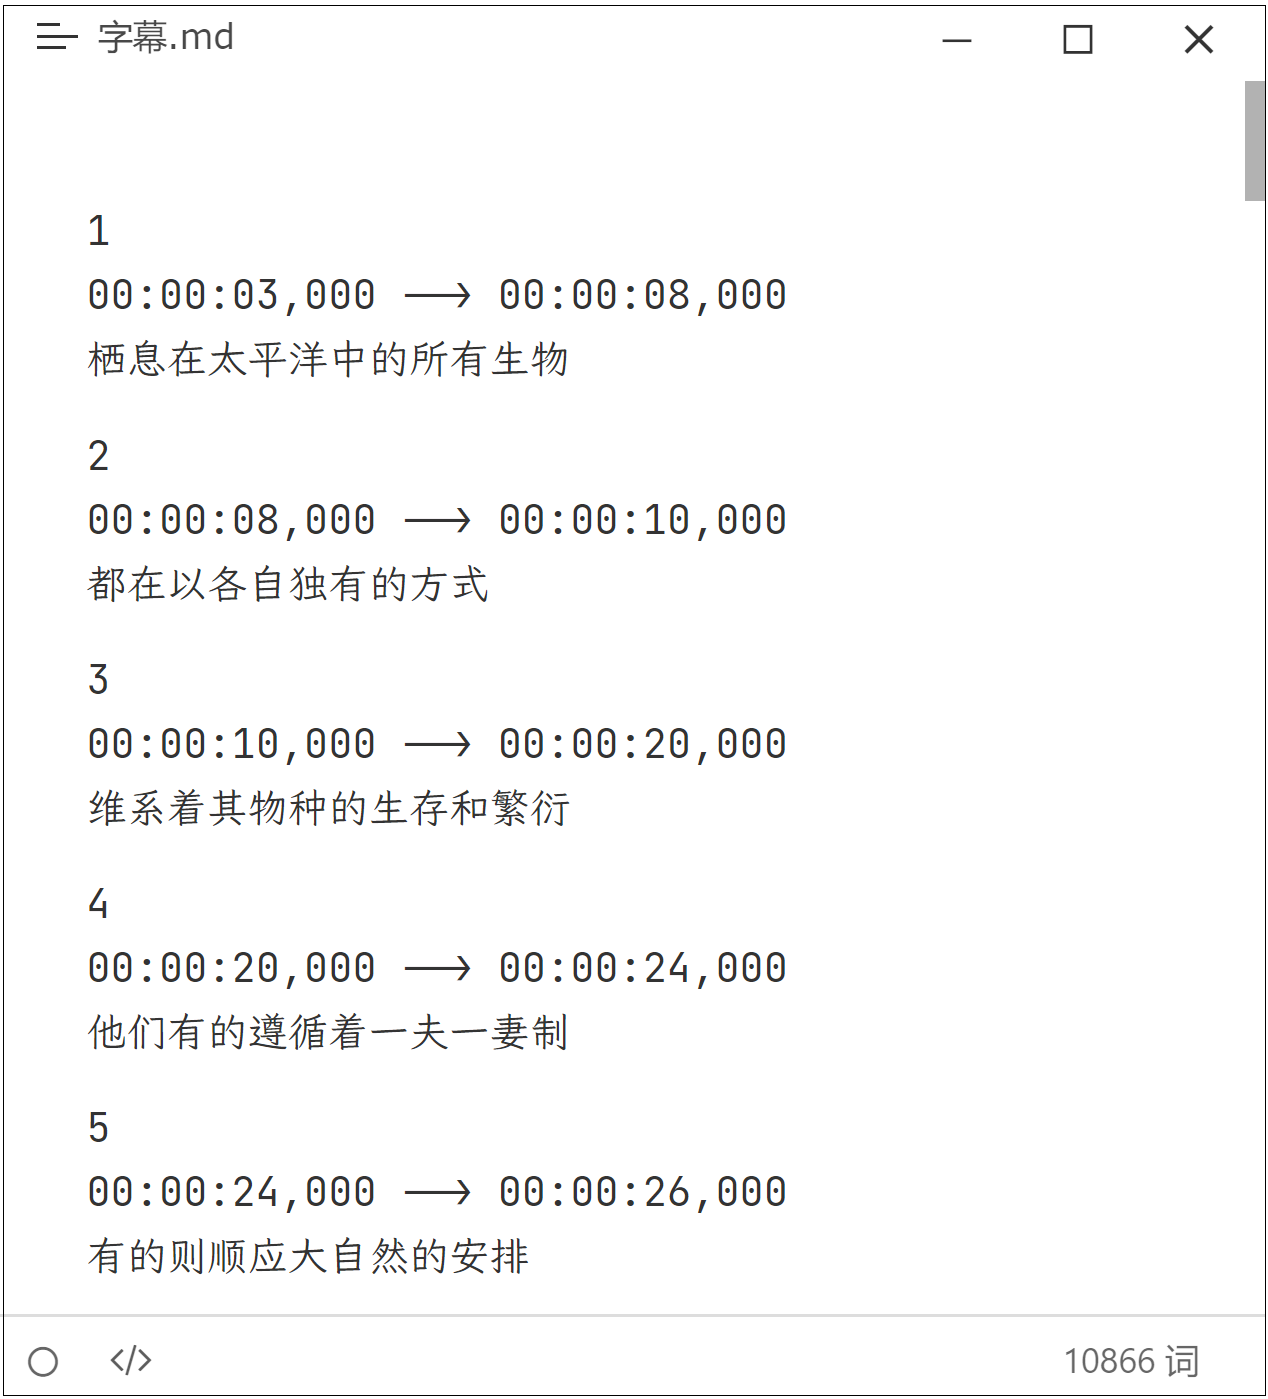 字幕.md
1
00:00:03,000 --> 00:00:08,000
栖息在太平洋中的所有生物
2
00:00:08,000 --> 00:00:10,000
都在以各自独有的方式
3
00:00:10,000 --> 00:00:20,000
维系着其物种的生存和繁衍
4
00:00:20,000 --> 00:00:24,000
他们有的遵循着一夫一妻制
5
00:00:24,000 --> 00:00:26,000
有的则顺应大自然的安排
</> 10866 词